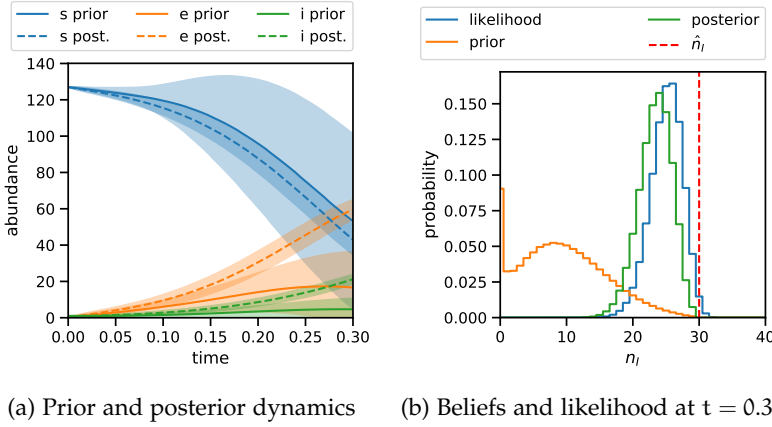 s prior e prior i prior
s post. e post. i post.
140
120
100
80
60
40
20
0
abundance
0.00 0.05 0.10 0.15 0.20 0.25 0.30
time
(a) Prior and posterior dynamics
likelihood posterior
prior n̂_I
0.150
0.125
0.100
0.075
0.050
0.025
0.000
probability
0 10 20 30 40
n_I
(b) Beliefs and likelihood at t = 0.3